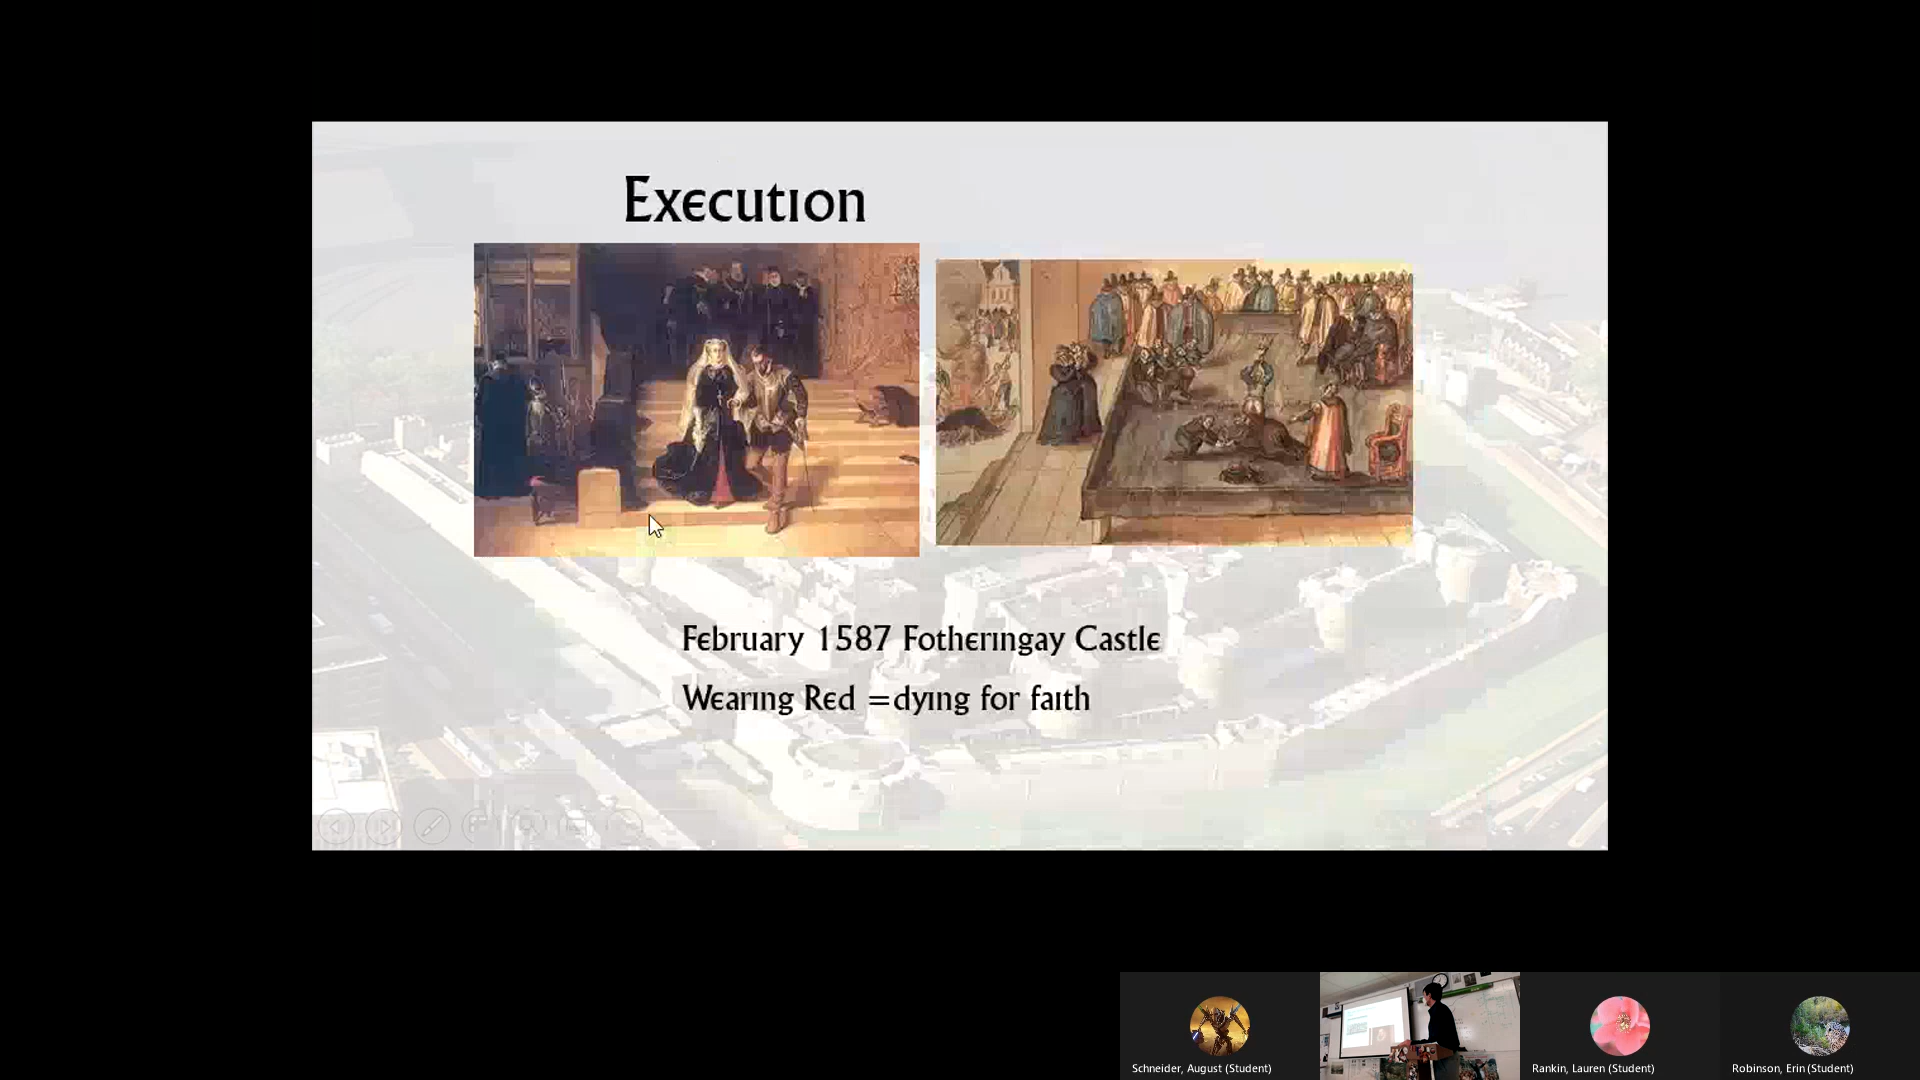 Execution
February 1587 Fotheringay Castle
Wearing Red =dying for faith
Schneider, August (Student)
Rankin, Lauren (Student)
Robinson, Erin (Student)